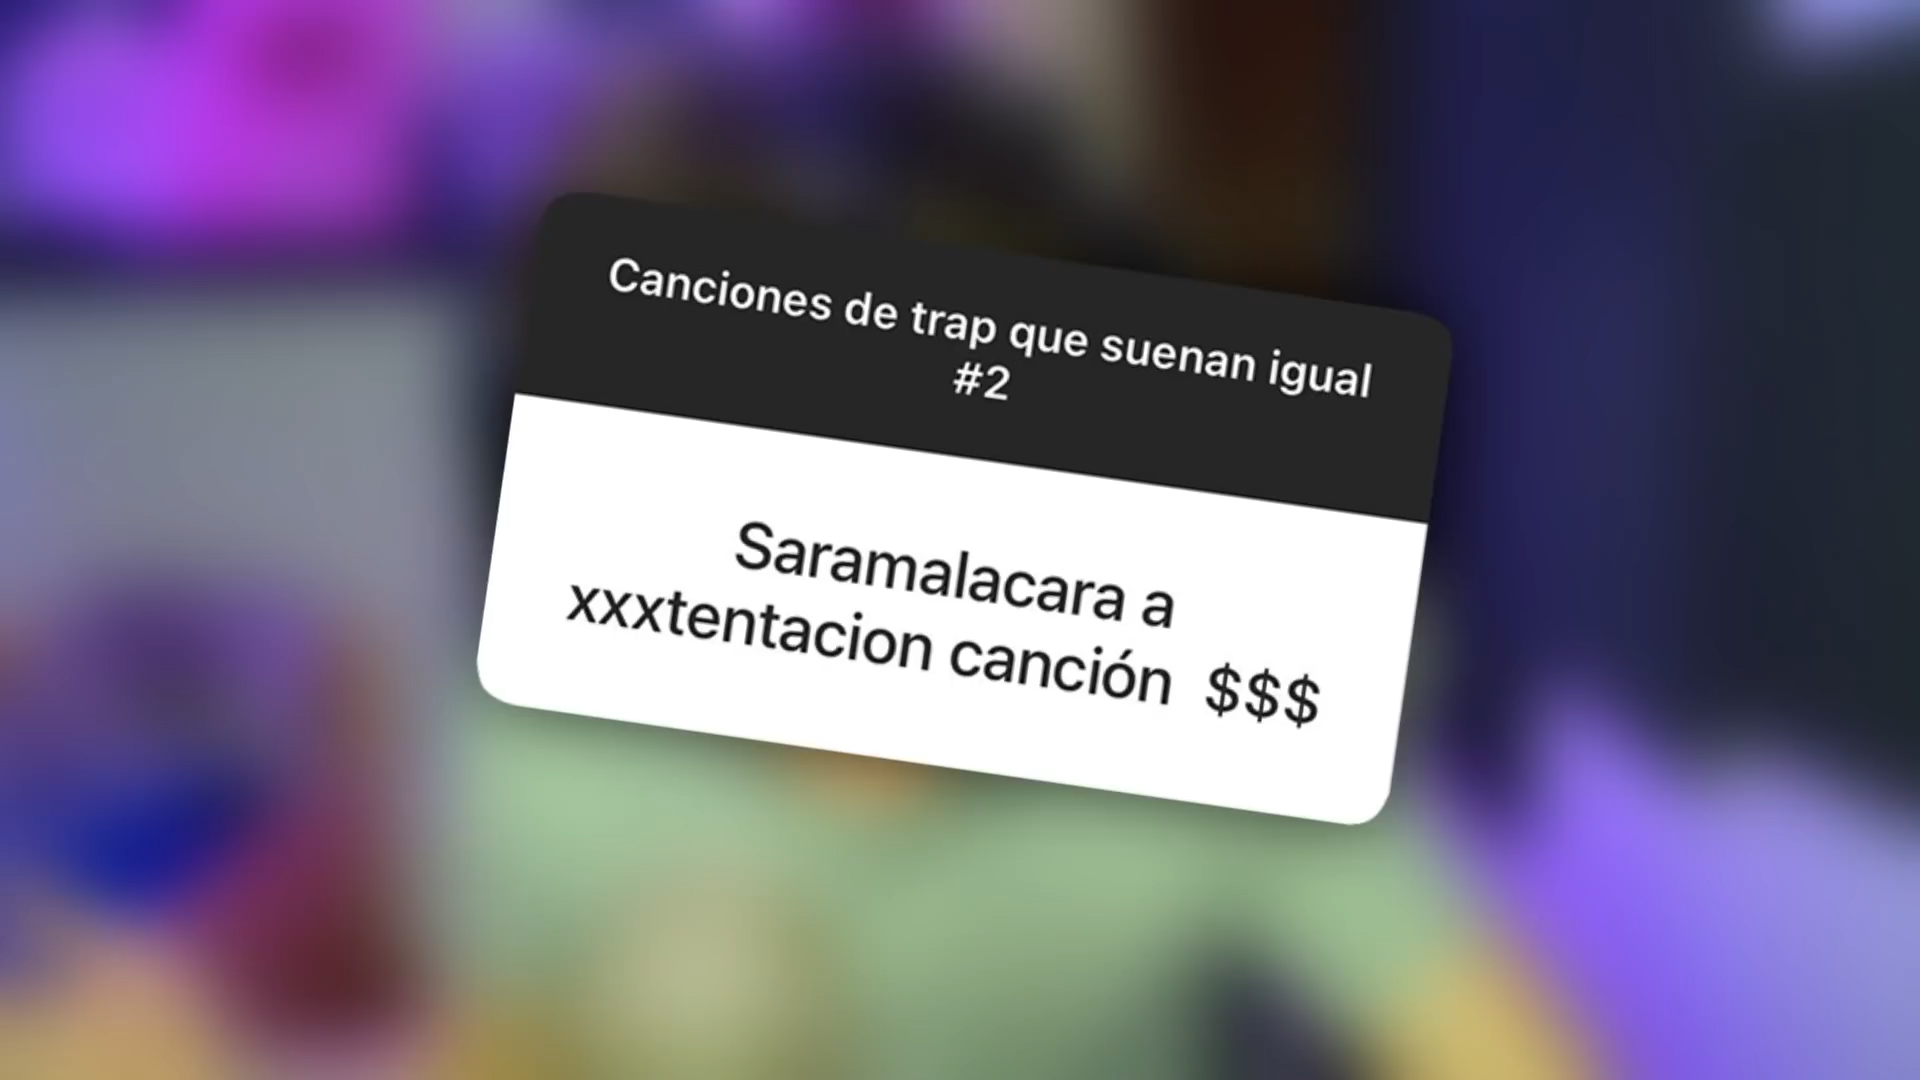 Canciones de trap que suenan igual
#2
Saramalacara a
xxxtentacion canción $$$